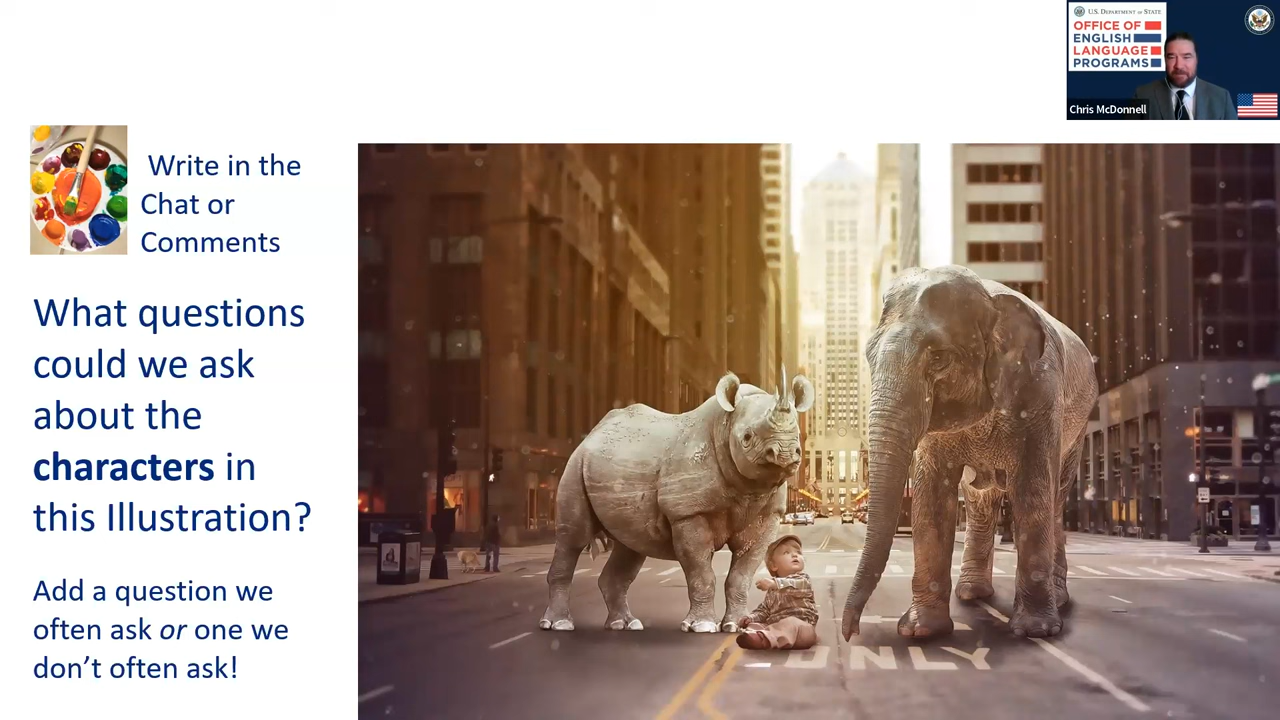 U.S. DEPARTMENT of STATE
OFFICE OF
ENGLISH
LANGUAGE
PROGRAMS
Chris McDonnell
Write in the
Chat or
Comments
What questions
could we ask
about the
characters in
this Illustration?
Add a question we
often ask or one we
don't often ask!
ONLY